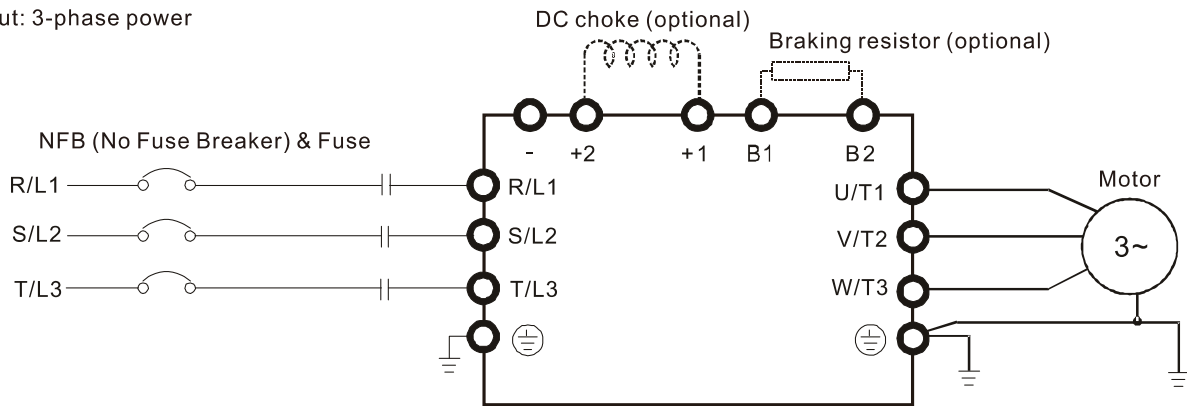 ut: 3-phase power
DC choke (optional)
Braking resistor (optional)
NFB (No Fuse Breaker) & Fuse
- +2 +1 B1 B2
R/L1 R/L1 U/T1 Motor
S/L2 S/L2 V/T2 3~
T/L3 T/L3 W/T3